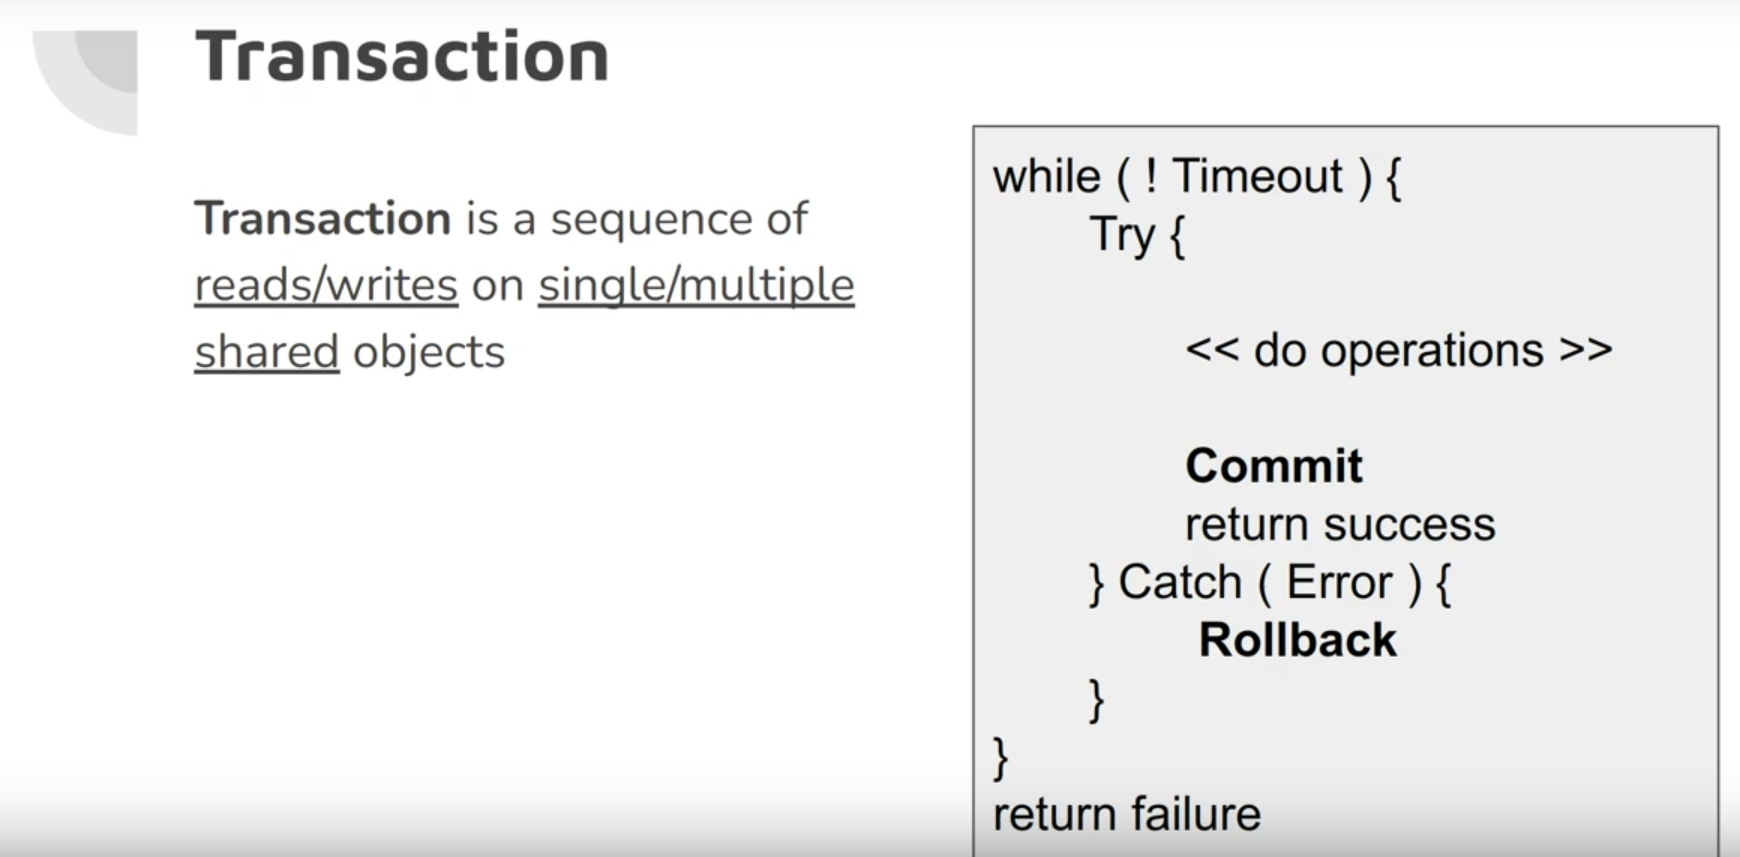 Transaction
Transaction is a sequence of
reads/writes on single/multiple
shared objects
while ( ! Timeout ) {
Try {
<< do operations >>
Commit
return success
} Catch ( Error ) {
Rollback
}
}
return failure